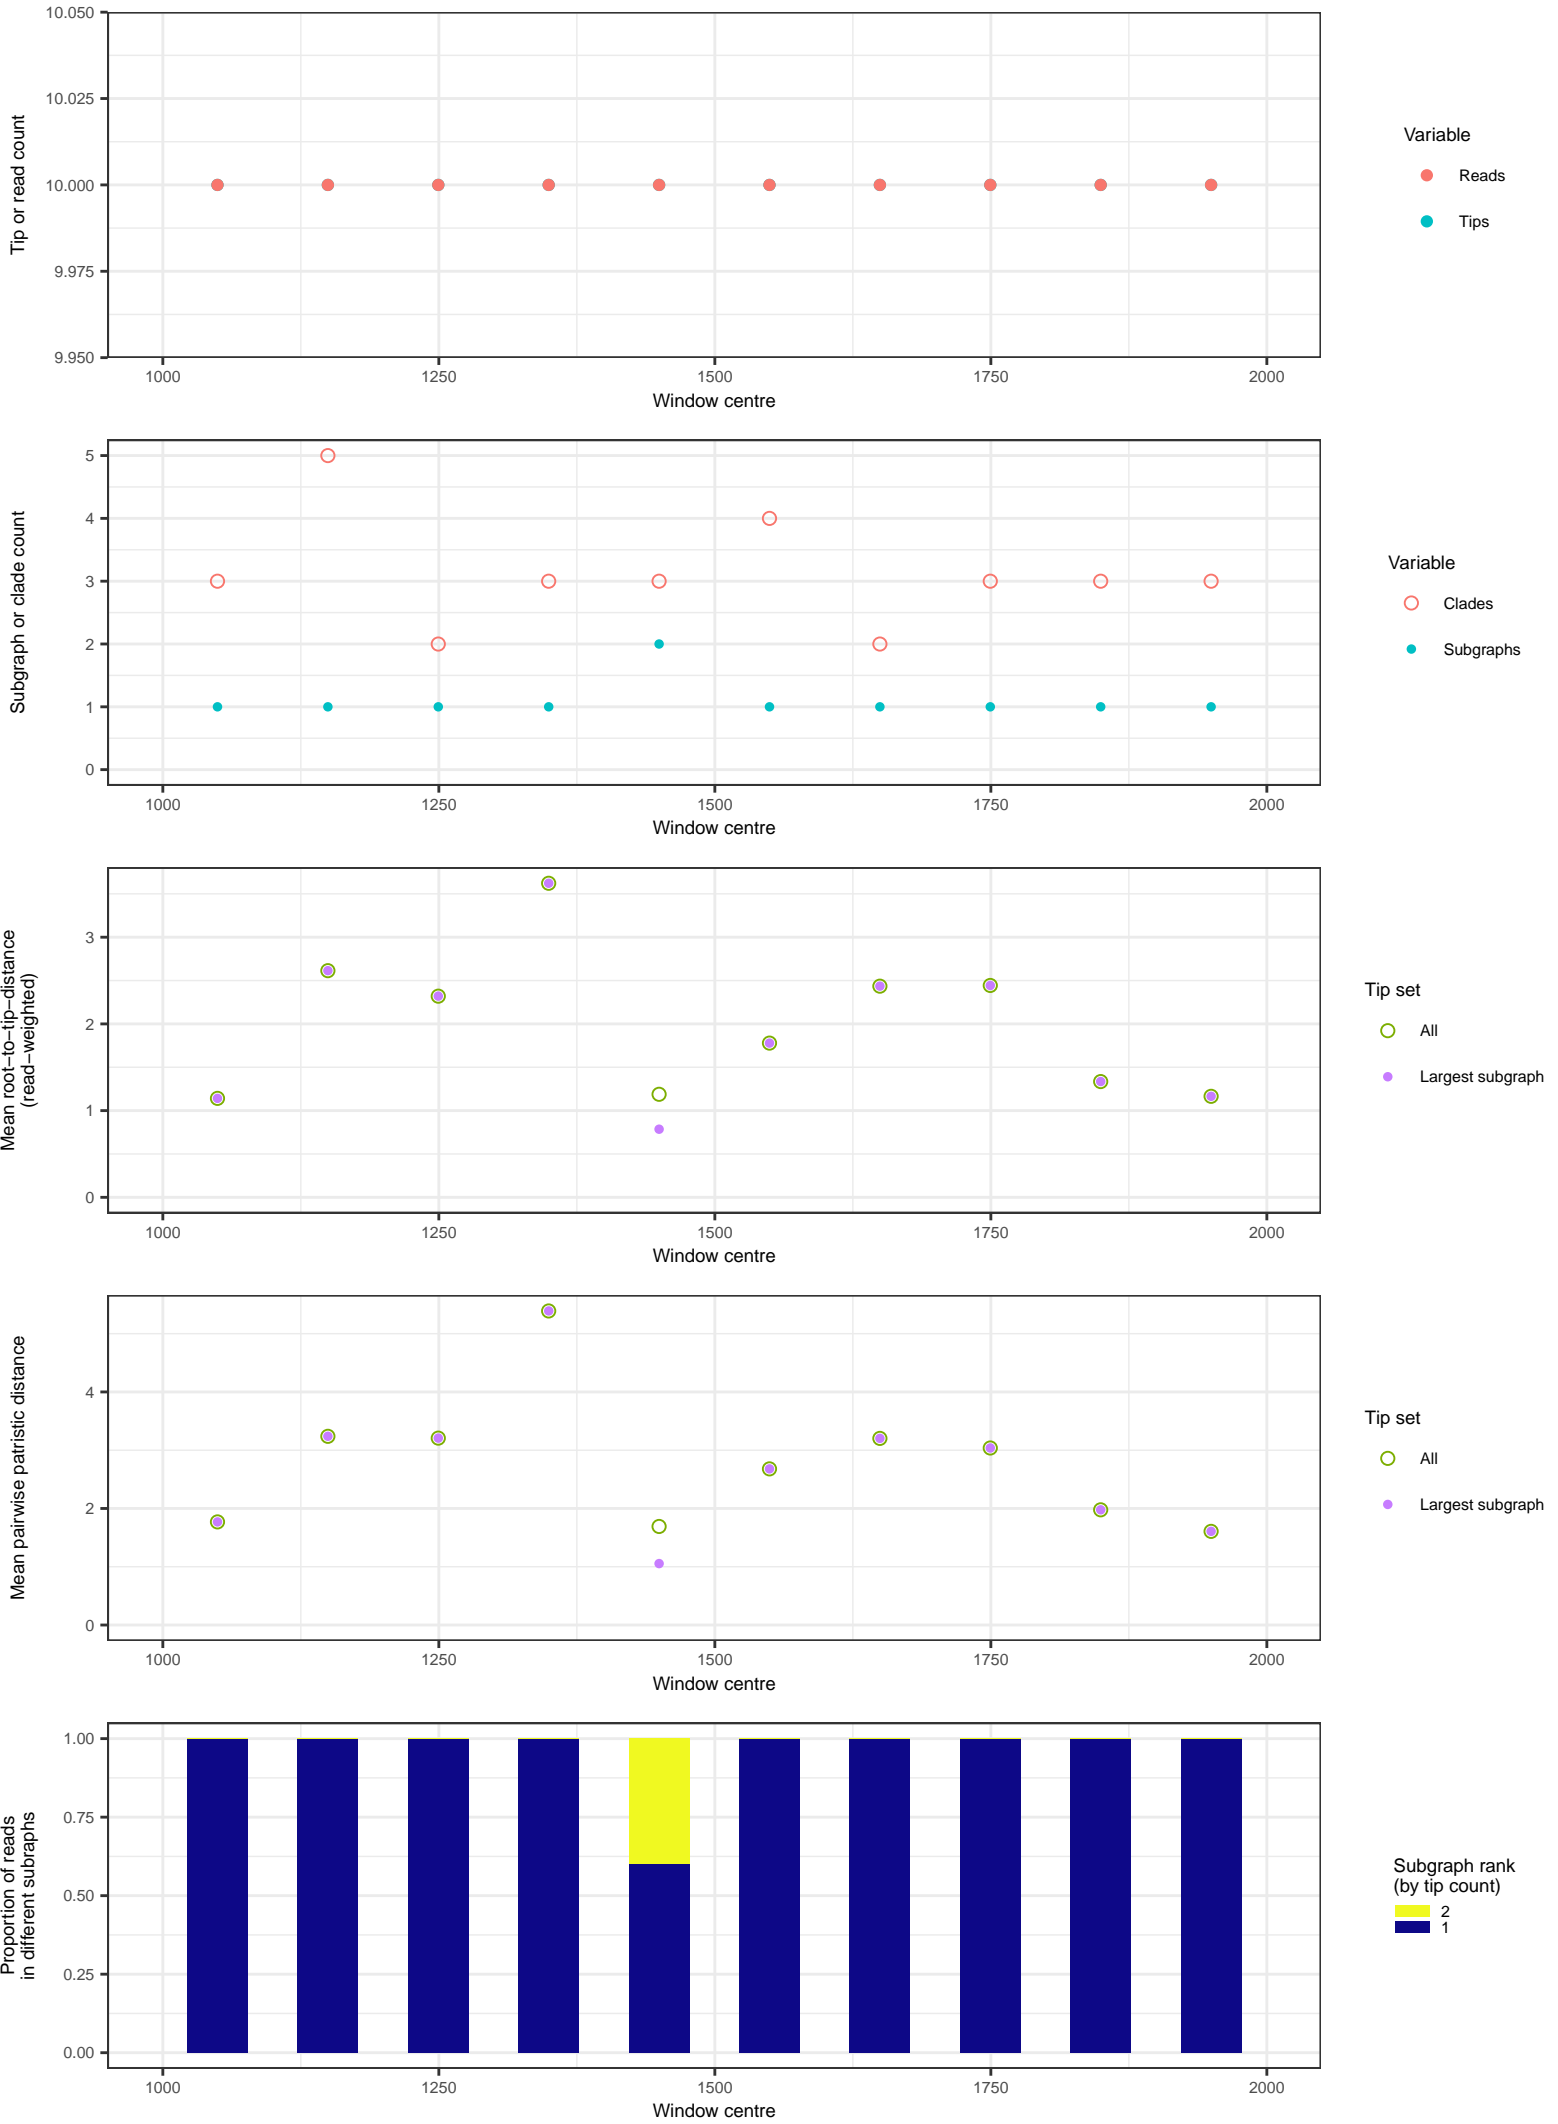 10.050
10.025
10.000
9.975
9.950
Tip or read count
1000 1250 1500 1750 2000
Window centre
Variable
Reads
Tips
5
4
3
2
1
0
Subgraph or clade count
1000 1250 1500 1750 2000
Window centre
Variable
Clades
Subgraphs
3
2
1
0
Mean root−to−tip−distance
(read−weighted)
1000 1250 1500 1750 2000
Window centre
Tip set
All
Largest subgraph
4
2
0
Mean pairwise patristic distance
1000 1250 1500 1750 2000
Window centre
Tip set
All
Largest subgraph
1.00
0.75
0.50
0.25
0.00
Proportion of reads
in different subraphs
1000 1250 1500 1750 2000
Window centre
Subgraph rank
(by tip count)
2
1